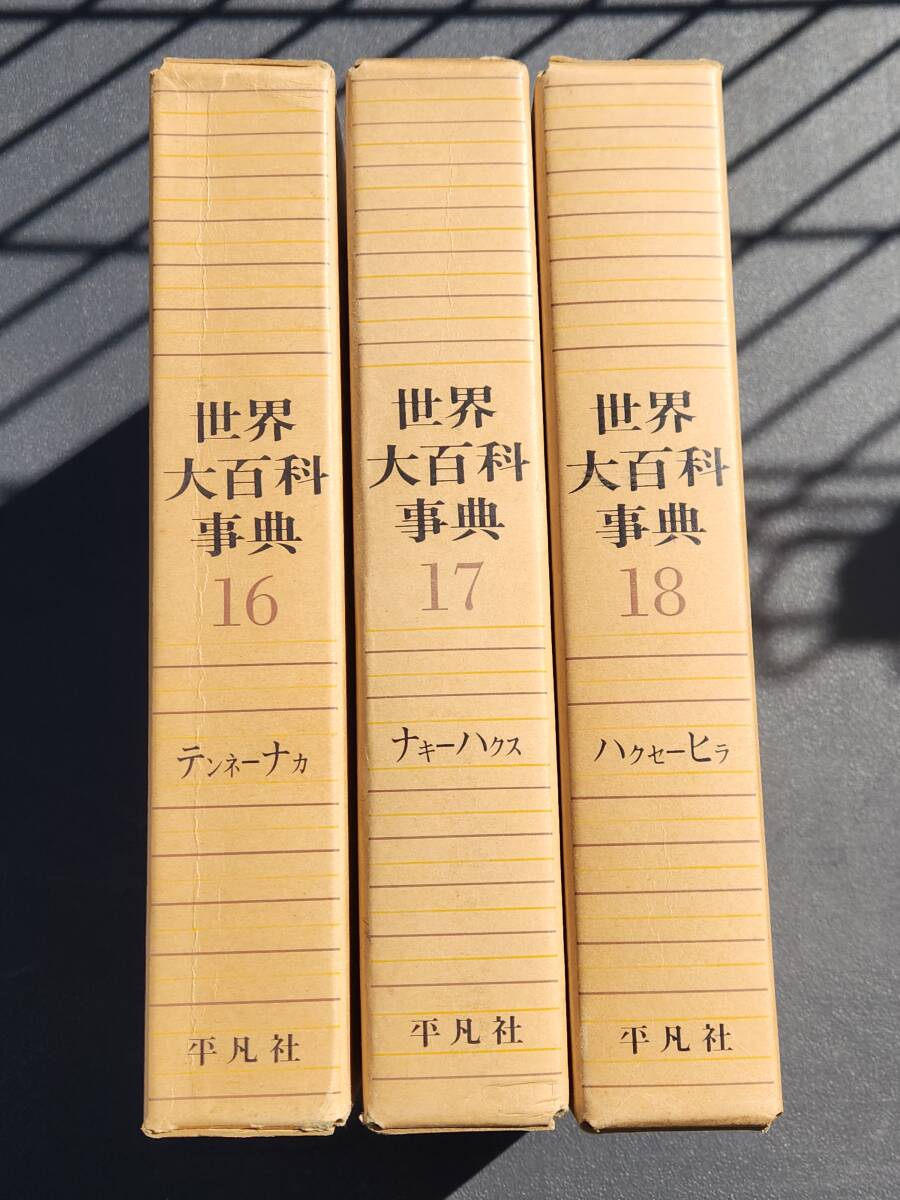 世界
大百科
事典
16
テンネーナカ
平凡社
世界
大百科
事典
17
ナキーハクス
平凡社
世界
大百科
事典
18
ハクセーヒラ
平凡社